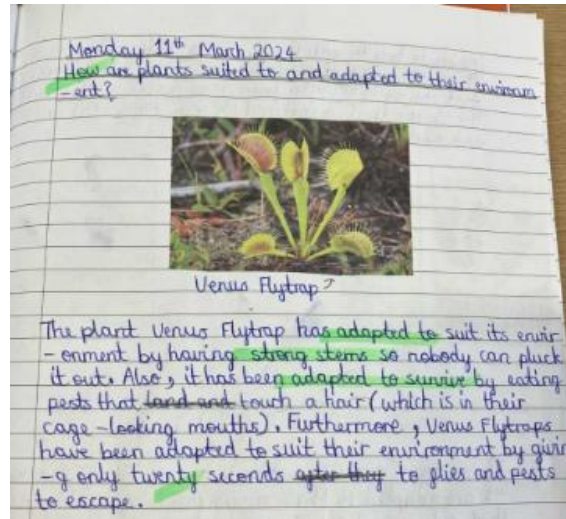 Monday 11th March 2024
How are plants suited to and adapted to their environm
-ent?
Venus Flytrap
The plant Venus Flytrap has adapted to suit its envir
-onment by having strong stems so nobody can pluck
it out. Also, it has been adapted to survive by eating
pests that land and touch a hair (which is in their
cage-looking mouths). Furthermore, Venus Flytraps
have been adapted to suit their environment by givin
-g only twenty seconds after they to flies and pests
to escape.